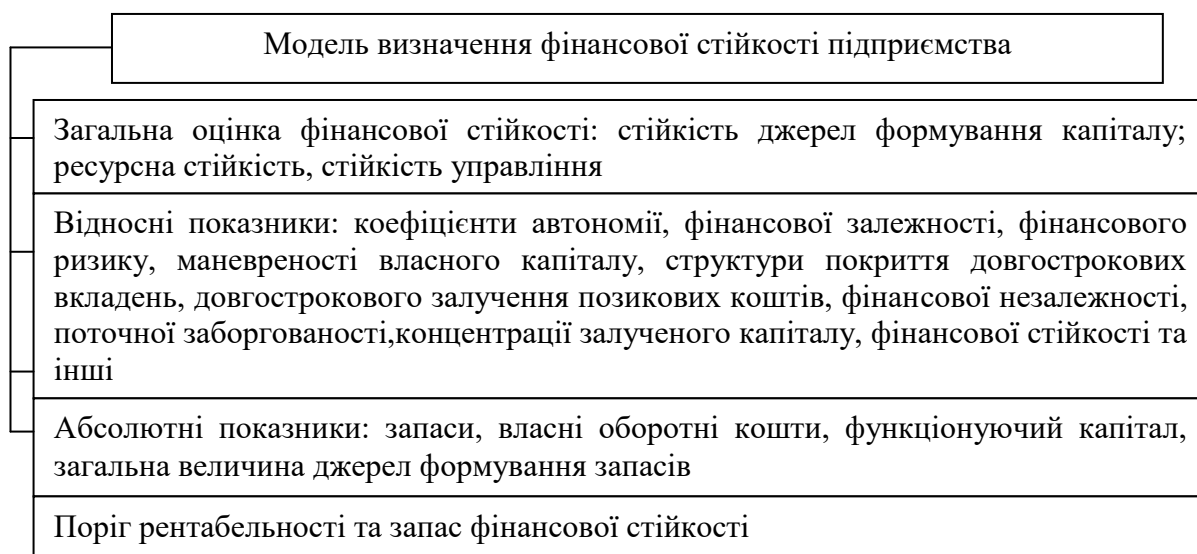 Модель визначення фінансової стійкості підприємства
Загальна оцінка фінансової стійкості: стійкість джерел формування капіталу;
ресурсна стійкість, стійкість управління
Відносні показники: коефіцієнти автономії, фінансової залежності, фінансового
ризику, маневреності власного капіталу, структури покриття довгострокових
вкладень, довгострокового залучення позикових коштів, фінансової незалежності,
поточної заборгованості,концентрації залученого капіталу, фінансової стійкості та
інші
Абсолютні показники: запаси, власні оборотні кошти, функціонуючий капітал,
загальна величина джерел формування запасів
Поріг рентабельності та запас фінансової стійкості